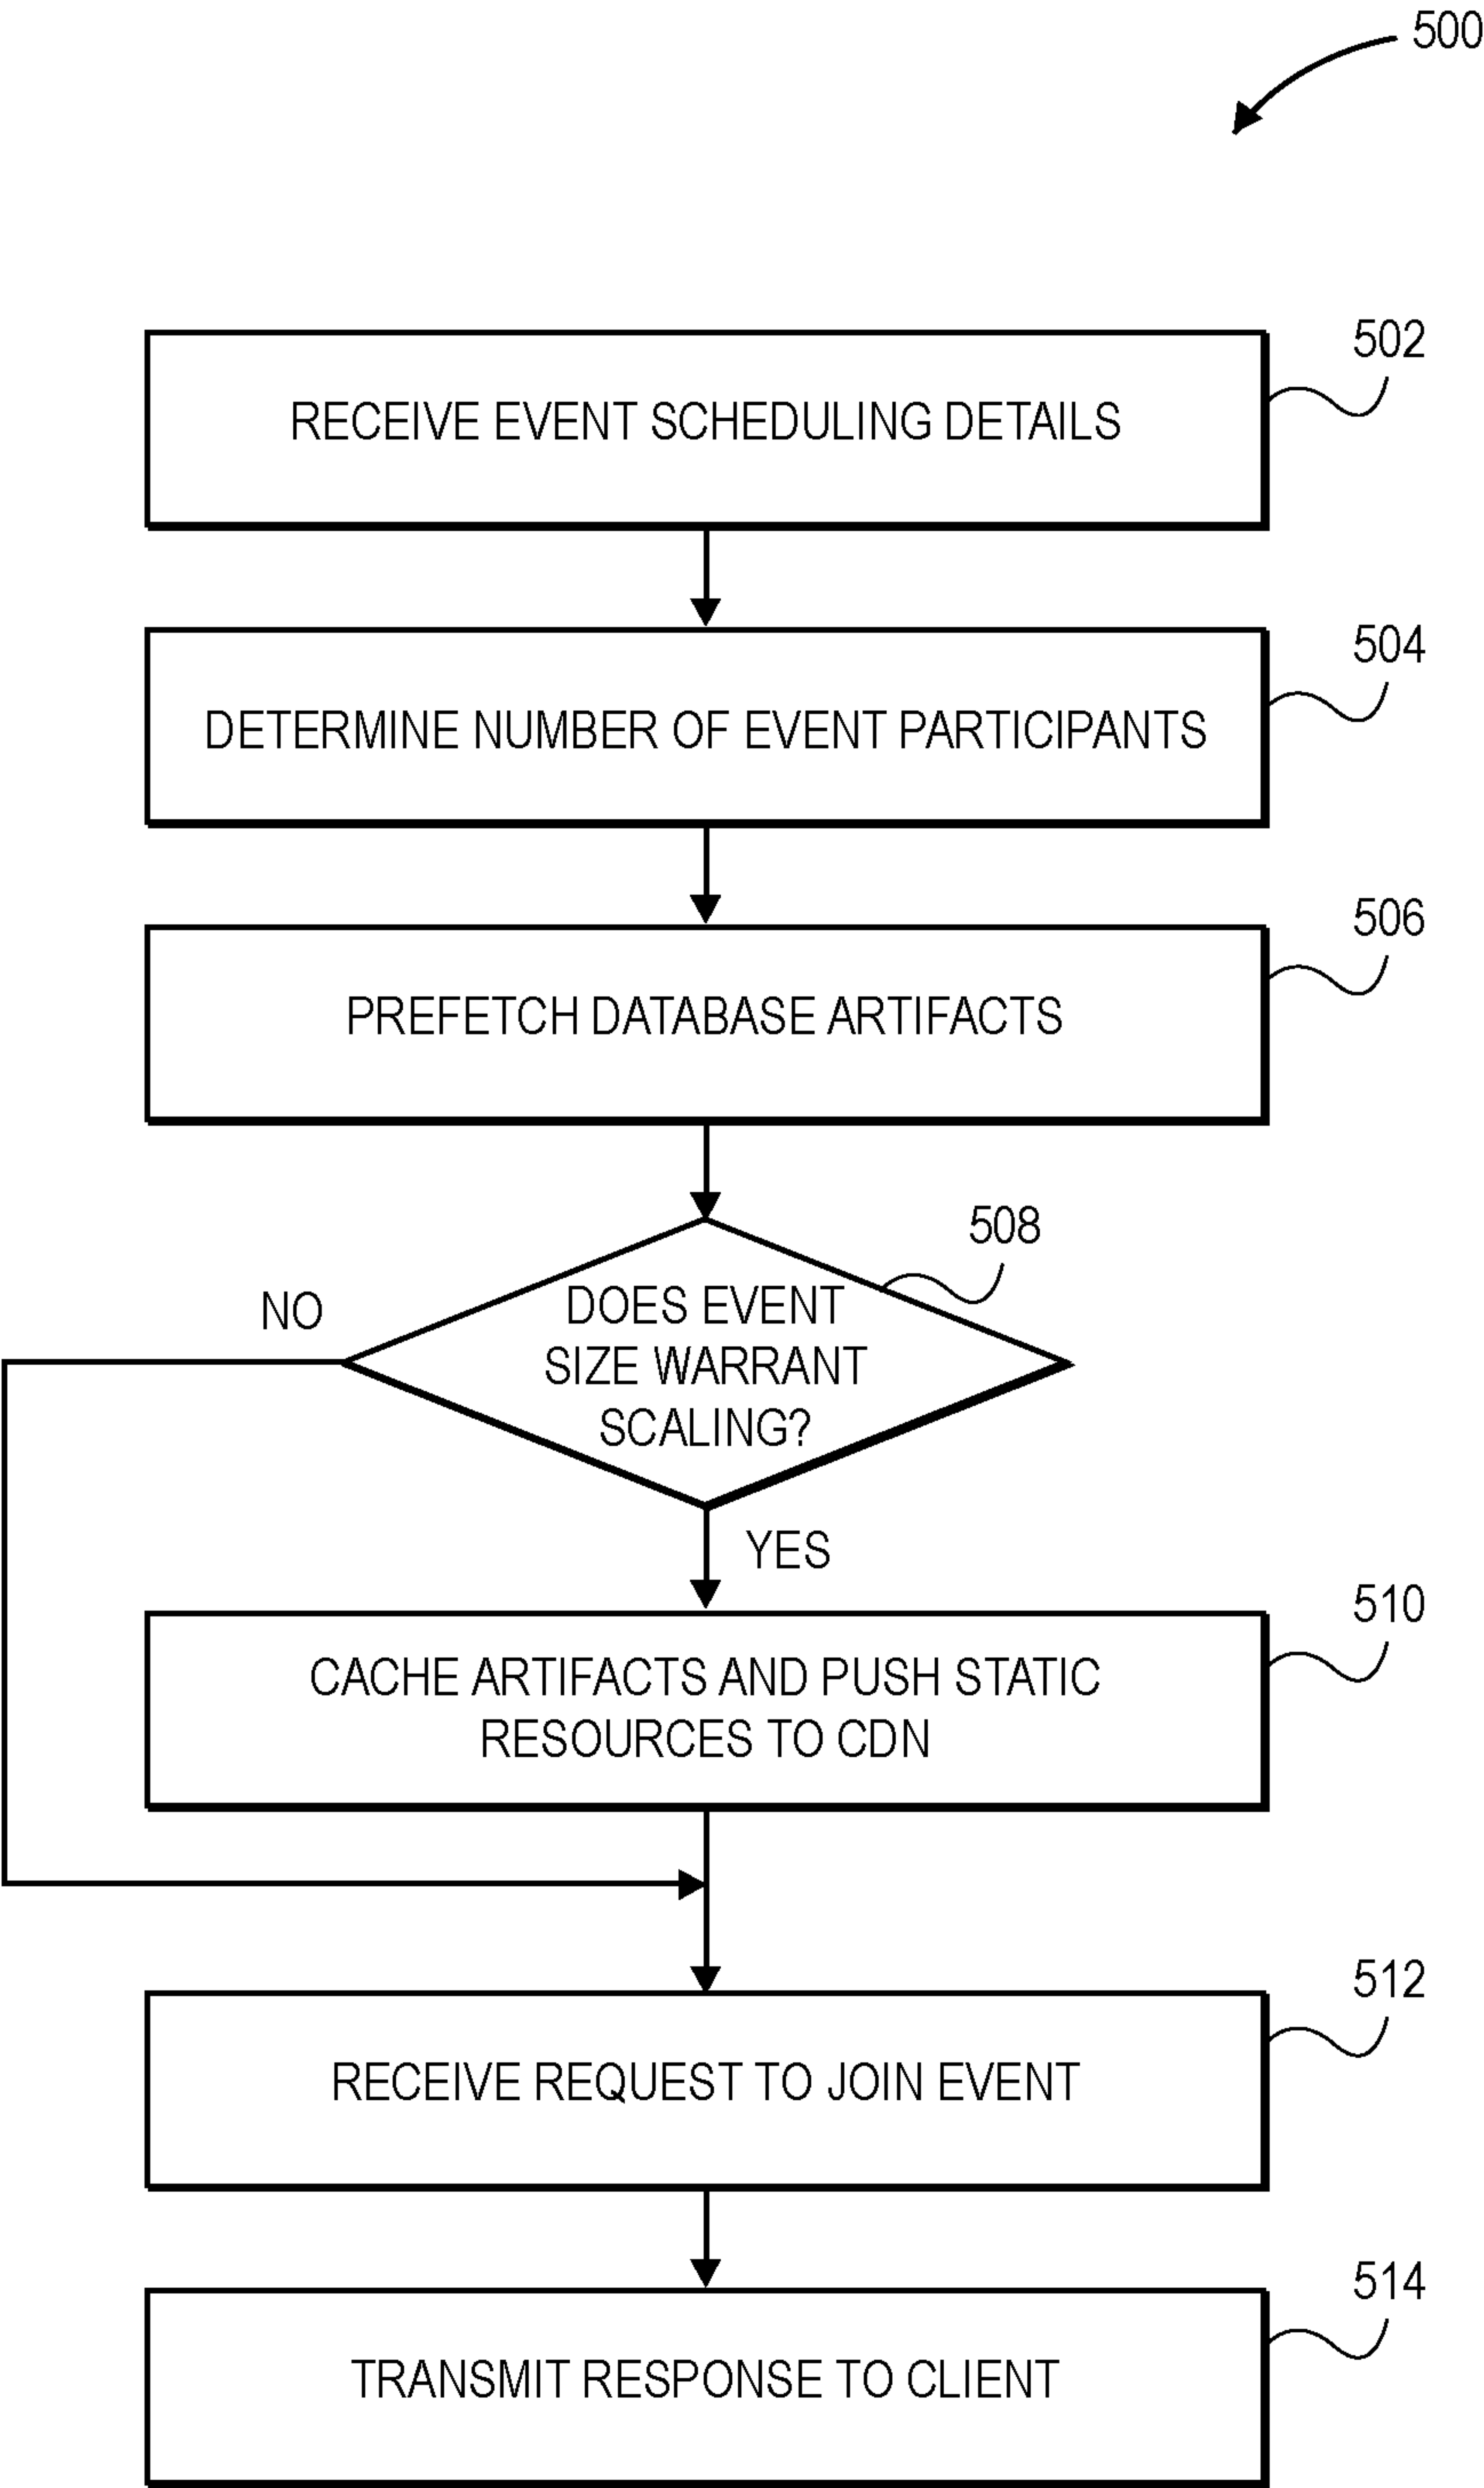 500
502
RECEIVE EVENT SCHEDULING DETAILS
504
DETERMINE NUMBER OF EVENT PARTICIPANTS
506
PREFETCH DATABASE ARTIFACTS
508
NO
DOES EVENT
SIZE WARRANT
SCALING?
YES
510
CACHE ARTIFACTS AND PUSH STATIC
RESOURCES TO CDN
512
RECEIVE REQUEST TO JOIN EVENT
514
TRANSMIT RESPONSE TO CLIENT